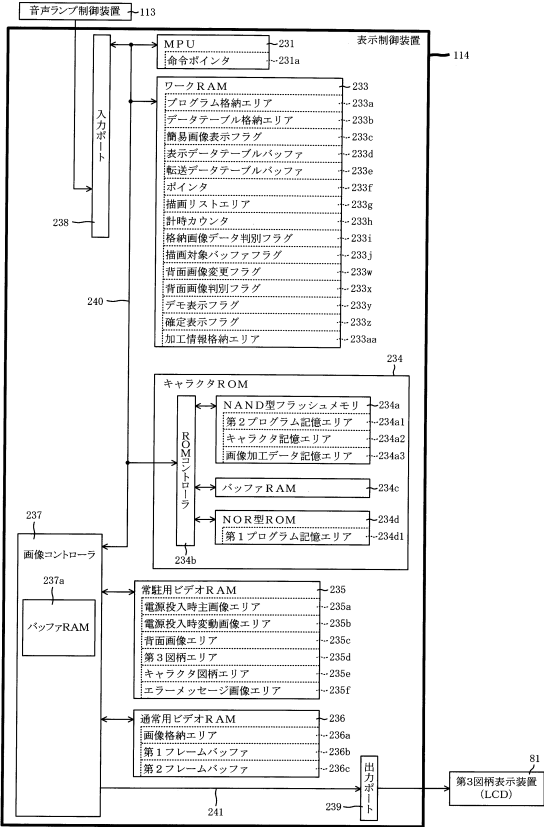 音声ランプ制御装置
113
表示制御装置
114
MPU
231
命令ポインタ
231a
入力ポート
238
ワークRAM
233
プログラム格納エリア
233a
データテーブル格納エリア
233b
簡易画像表示フラグ
233c
表示データテーブルバッファ
233d
転送データテーブルバッファ
233e
ポインタ
233f
描画リストエリア
233g
計時カウンタ
233h
格納画像データ判別フラグ
233i
描画対象バッファフラグ
233j
背面画像変更フラグ
233w
背面画像判別フラグ
233x
デモ表示フラグ
233y
確定表示フラグ
233z
加工情報格納エリア
233aa
240
234
キャラクタROM
NAND型フラッシュメモリ
234a
第2プログラム記憶エリア
234a1
キャラクタ記憶エリア
234a2
画像加工データ記憶エリア
234a3
ROMコントローラ
234b
バッファRAM
234c
NOR型ROM
234d
第1プログラム記憶エリア
234d1
237
画像コントローラ
237a
バッファRAM
常駐用ビデオRAM
235
電源投入時主画像エリア
235a
電源投入時変動画像エリア
235b
背面画像エリア
235c
第3図柄エリア
235d
キャラクタ図柄エリア
235e
エラーメッセージ画像エリア
235f
通常用ビデオRAM
236
画像格納エリア
236a
第1フレームバッファ
236b
第2フレームバッファ
236c
241
出力ポート
239
81
第3図柄表示装置
(LCD)